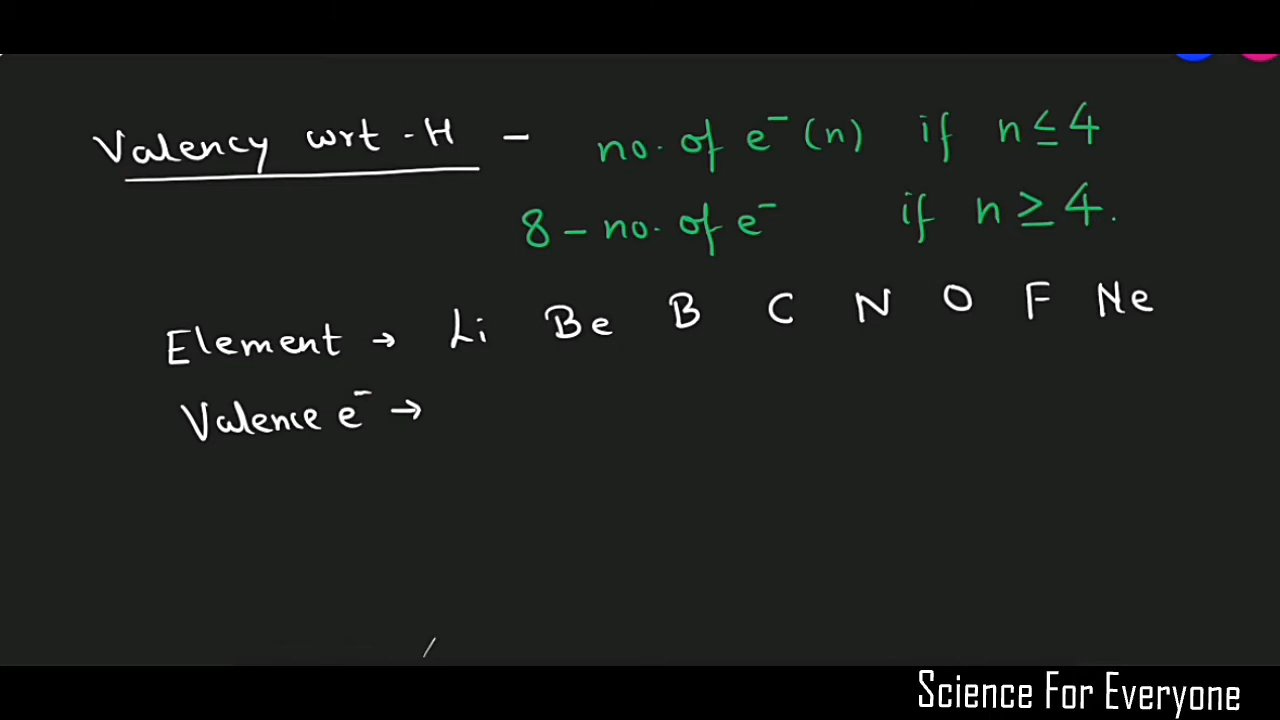 Valency wrt - H - no. of e⁻ (n) if n ≤ 4
8 - no. of e⁻ if n ≥ 4.
Element → Li Be B C N O F Ne
Valence e⁻ →
Science For Everyone